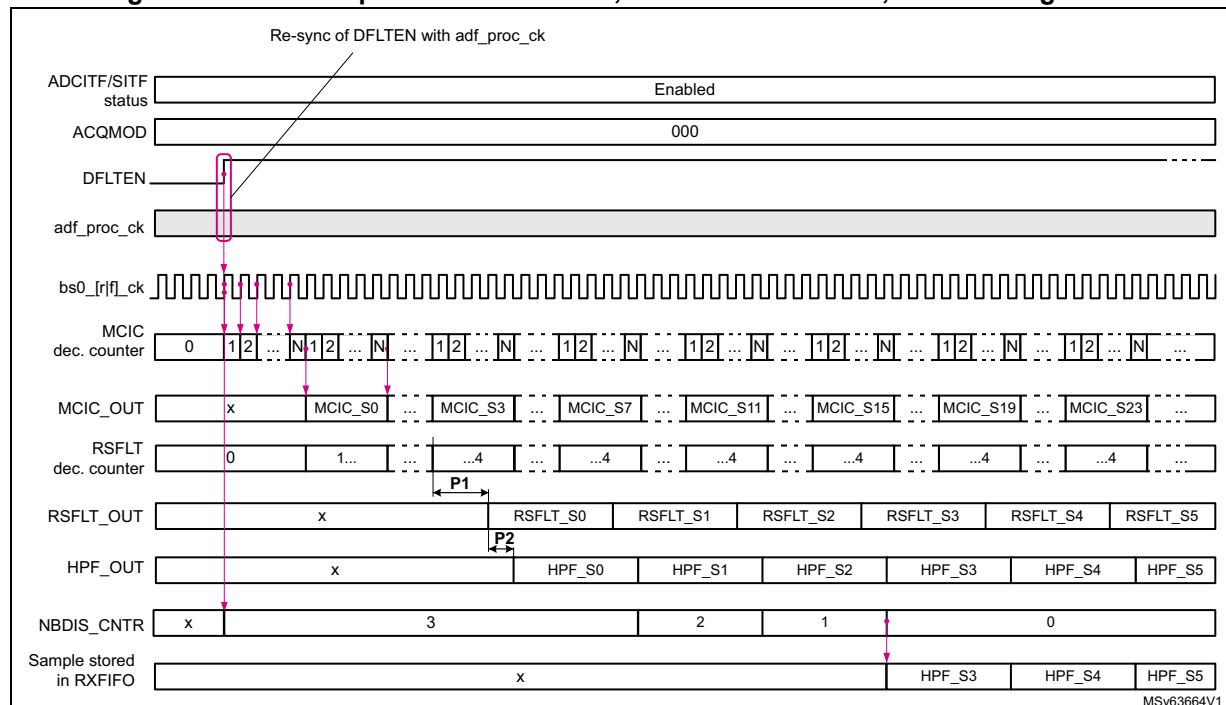 Re-sync of DFLTEN with adf_proc_ck
ADCITF/SITF status Enabled
ACQMOD 000
DFLTEN
adf_proc_ck
bs0_[r|f]_ck
MCIC dec. counter 0 1 2 ... N 1 2 ... N ... 1 2 ... N ... 1 2 ... N ... 1 2 ... N ... 1 2 ... N ... 1 2 ... N ... 1 2 ... N ...
MCIC_OUT x MCIC_S0 ... MCIC_S3 ... MCIC_S7 ... MCIC_S11 ... MCIC_S15 ... MCIC_S19 ... MCIC_S23 ...
RSFLT dec. counter 0 1... ... ...4 ... ...4 ... ...4 ... ...4 ... ...4 ... ...4 ...
P1
RSFLT_OUT x RSFLT_S0 RSFLT_S1 RSFLT_S2 RSFLT_S3 RSFLT_S4 RSFLT_S5
P2
HPF_OUT x HPF_S0 HPF_S1 HPF_S2 HPF_S3 HPF_S4 HPF_S5
NBDIS_CNTR x 3 2 1 0
Sample stored in RXFIFO x HPF_S3 HPF_S4 HPF_S5
MSv63664V1